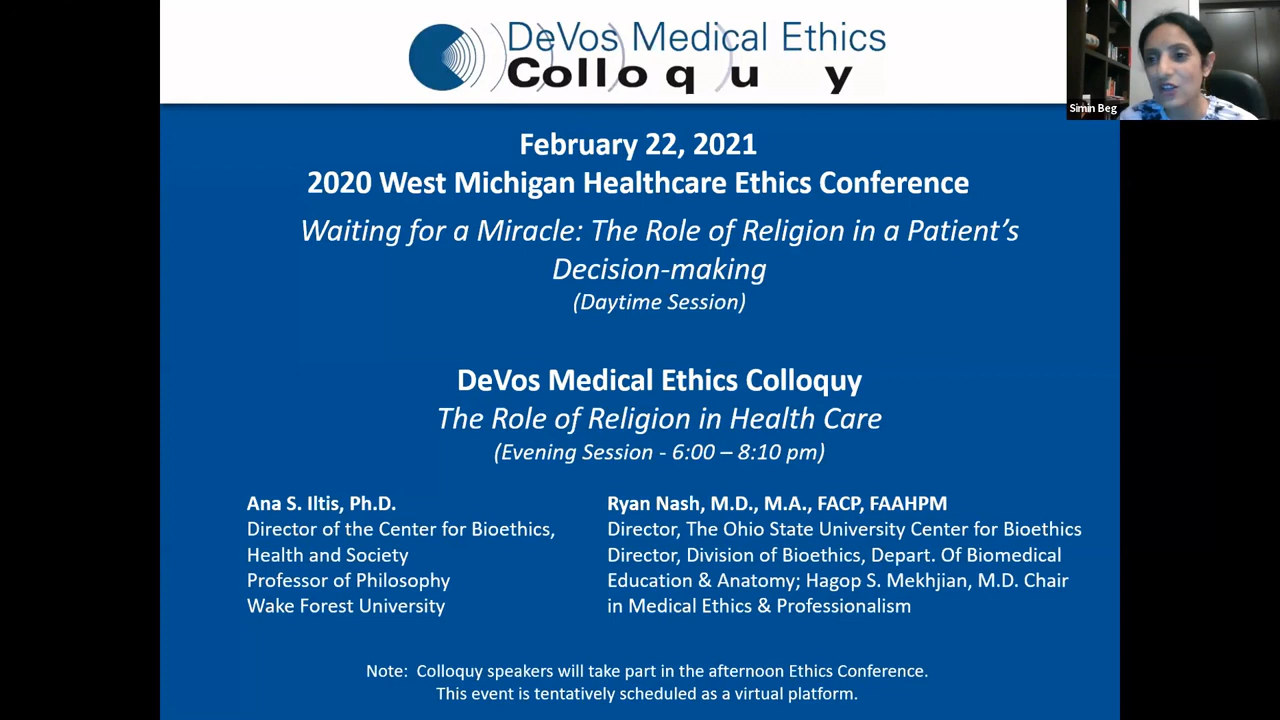 DeVos Medical Ethics
Colloquy
Simin Beg
February 22, 2021
2020 West Michigan Healthcare Ethics Conference
Waiting for a Miracle: The Role of Religion in a Patient's
Decision-making
(Daytime Session)
DeVos Medical Ethics Colloquy
The Role of Religion in Health Care
(Evening Session - 6:00 – 8:10 pm)
Ana S. Iltis, Ph.D.
Director of the Center for Bioethics,
Health and Society
Professor of Philosophy
Wake Forest University
Ryan Nash, M.D., M.A., FACP, FAAHPM
Director, The Ohio State University Center for Bioethics
Director, Division of Bioethics, Depart. Of Biomedical
Education & Anatomy; Hagop S. Mekhjian, M.D. Chair
in Medical Ethics & Professionalism
Note: Colloquy speakers will take part in the afternoon Ethics Conference.
This event is tentatively scheduled as a virtual platform.